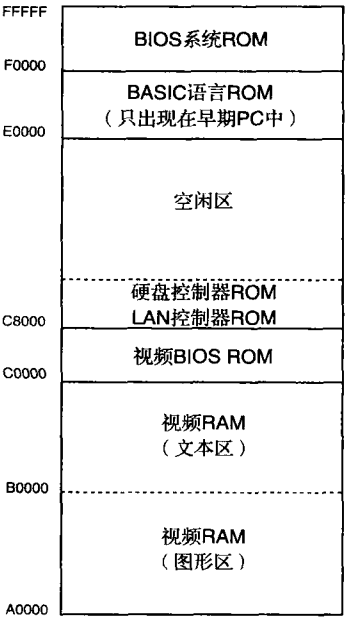 FFFFF
BIOS系统ROM
F0000
BASIC语言ROM
（只出现在早期PC中）
E0000
空闲区
硬盘控制器ROM
LAN控制器ROM
C8000
视频BIOS ROM
C0000
视频RAM
（文本区）
B0000
视频RAM
（图形区）
A0000